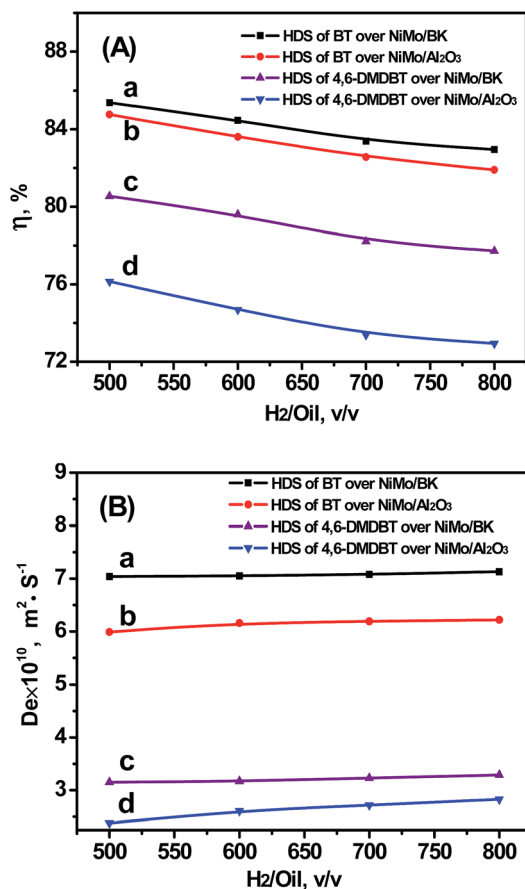 (A)
HDS of BT over NiMo/BK
HDS of BT over NiMo/Al₂O₃
HDS of 4,6-DMDBT over NiMo/BK
HDS of 4,6-DMDBT over NiMo/Al₂O₃
a
b
c
d
88
84
80
76
72
η, %
500 550 600 650 700 750 800
H₂/Oil, v/v
(B)
HDS of BT over NiMo/BK
HDS of BT over NiMo/Al₂O₃
HDS of 4,6-DMDBT over NiMo/BK
HDS of 4,6-DMDBT over NiMo/Al₂O₃
a
b
c
d
9
8
7
6
5
3
De×10¹⁰, m²·S⁻¹
500 550 600 650 700 750 800
H₂/Oil, v/v